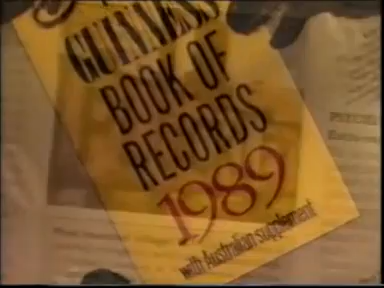 GUINNESS
BOOK OF
RECORDS
1989
with Australian supplement